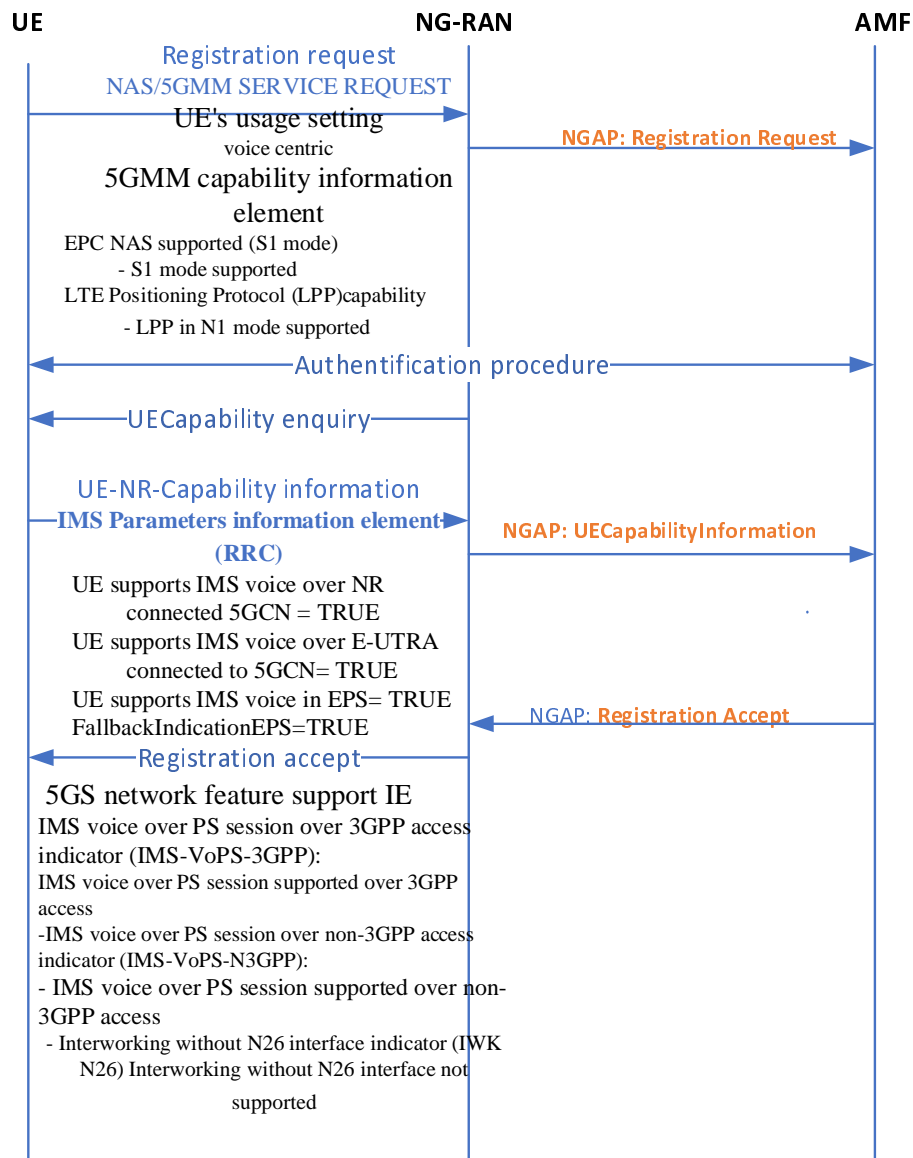 UE
NG-RAN
AMF
Registration request
NAS/5GMM SERVICE REQUEST
UE's usage setting
NGAP: Registration Request
voice centric
5GMM capability information
element
EPC NAS supported (S1 mode)
- S1 mode supported
LTE Positioning Protocol (LPP)capability
- LPP in N1 mode supported
Authentification procedure
UECapability enquiry
UE-NR-Capability information
IMS Parameters information element
(RRC)
NGAP: UECapabilityInformation
UE supports IMS voice over NR
connected 5GCN = TRUE
UE supports IMS voice over E-UTRA
connected to 5GCN= TRUE
UE supports IMS voice in EPS= TRUE
FallbackIndicationEPS=TRUE
NGAP: Registration Accept
Registration accept
5GS network feature support IE
IMS voice over PS session over 3GPP access
indicator (IMS-VoPS-3GPP):
IMS voice over PS session supported over 3GPP
access
-IMS voice over PS session over non-3GPP access
indicator (IMS-VoPS-N3GPP):
- IMS voice over PS session supported over non-
3GPP access
- Interworking without N26 interface indicator (IWK
N26) Interworking without N26 interface not
supported